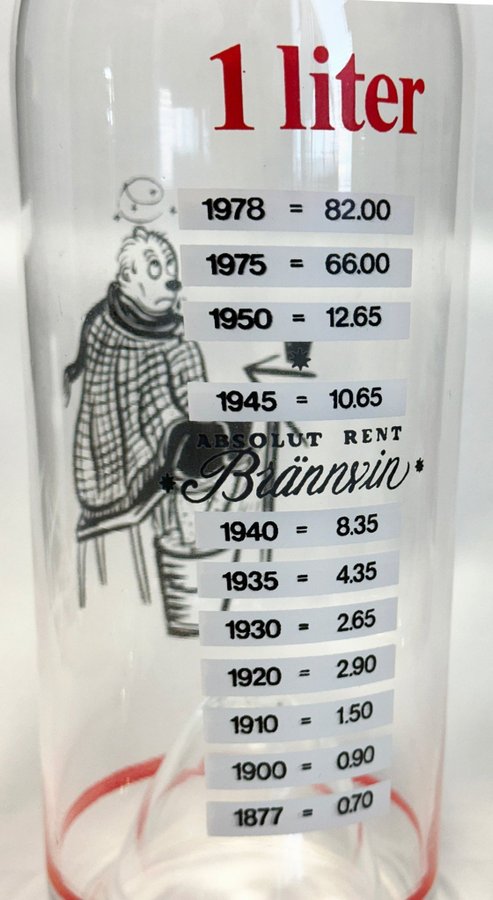 1 liter
1978 = 82.00
1975 = 66.00
1950 = 12.65
1945 = 10.65
ABSOLUT RENT
Brännvin
1940 = 8.35
1935 = 4.35
1930 = 2.65
1920 = 2.90
1910 = 1.50
1900 = 0.90
1877 = 0.70